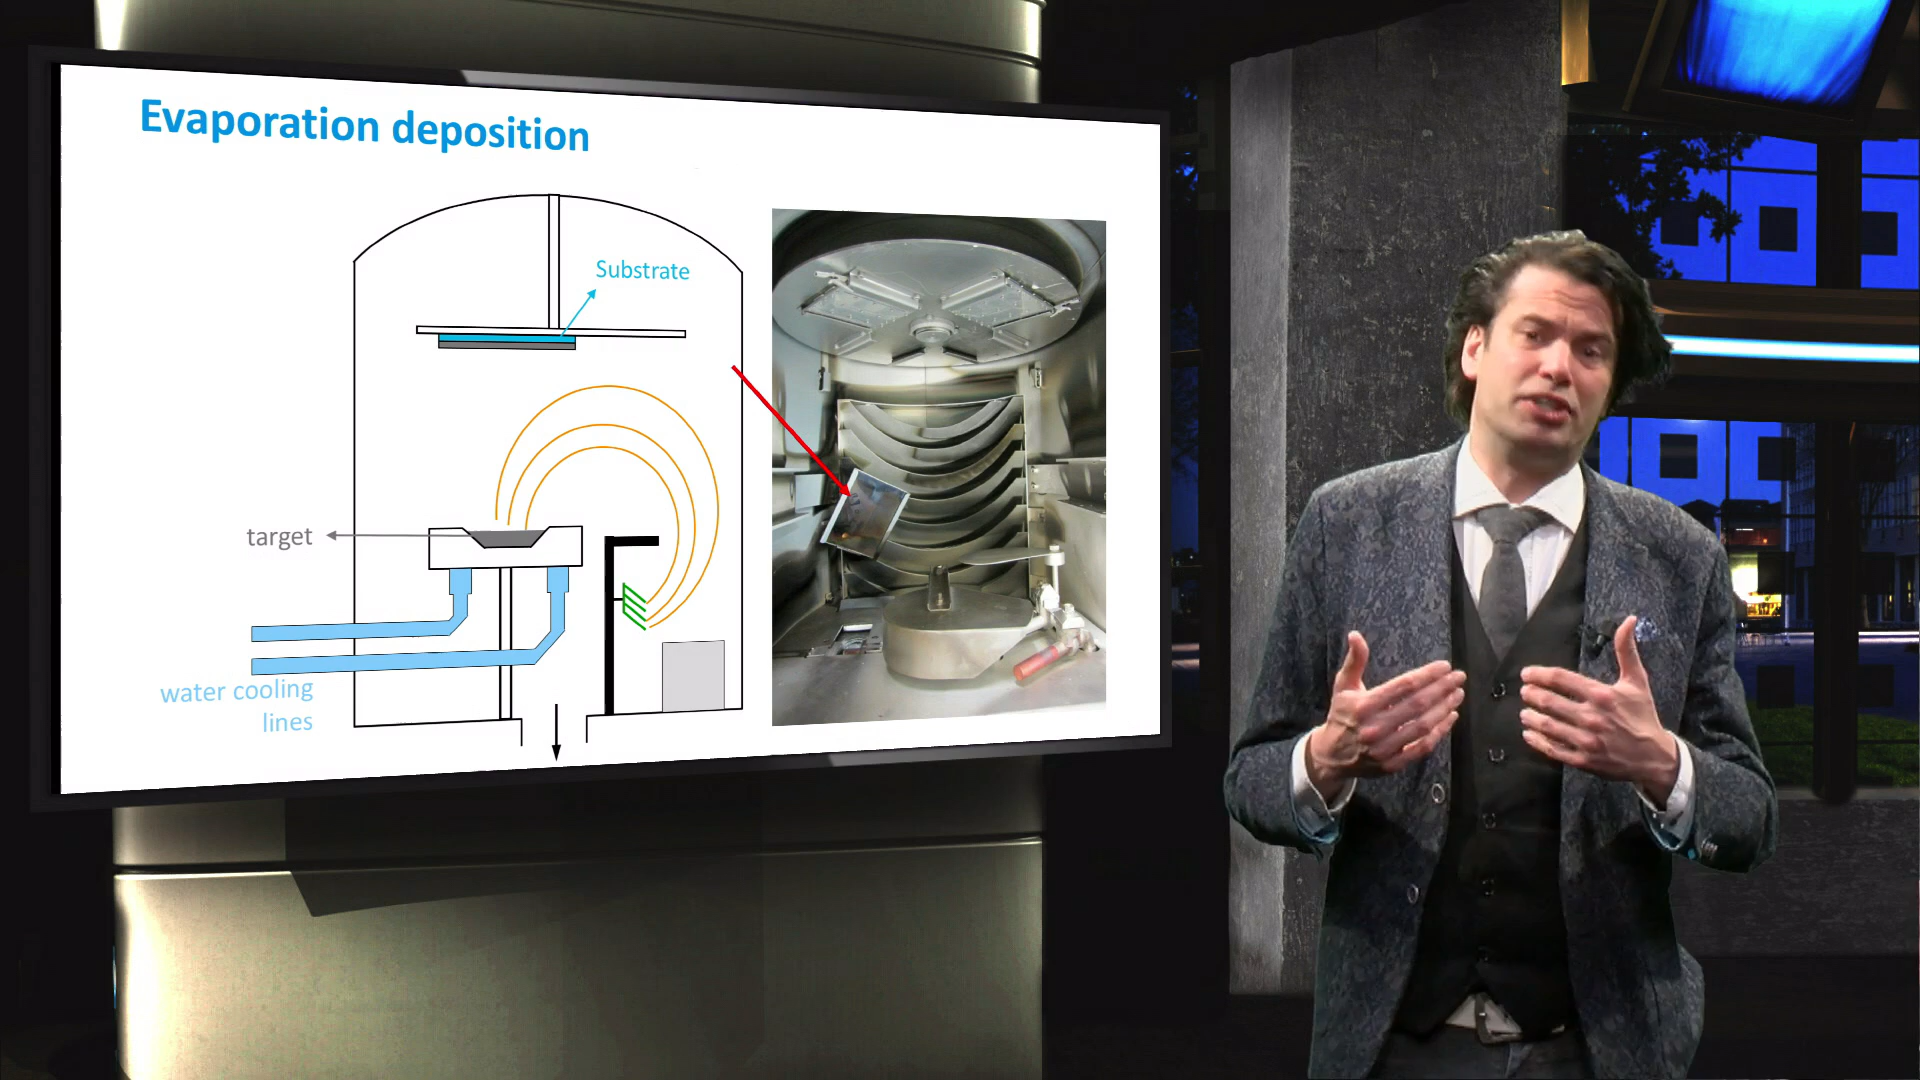 Evaporation deposition
Substrate
target
water cooling
lines